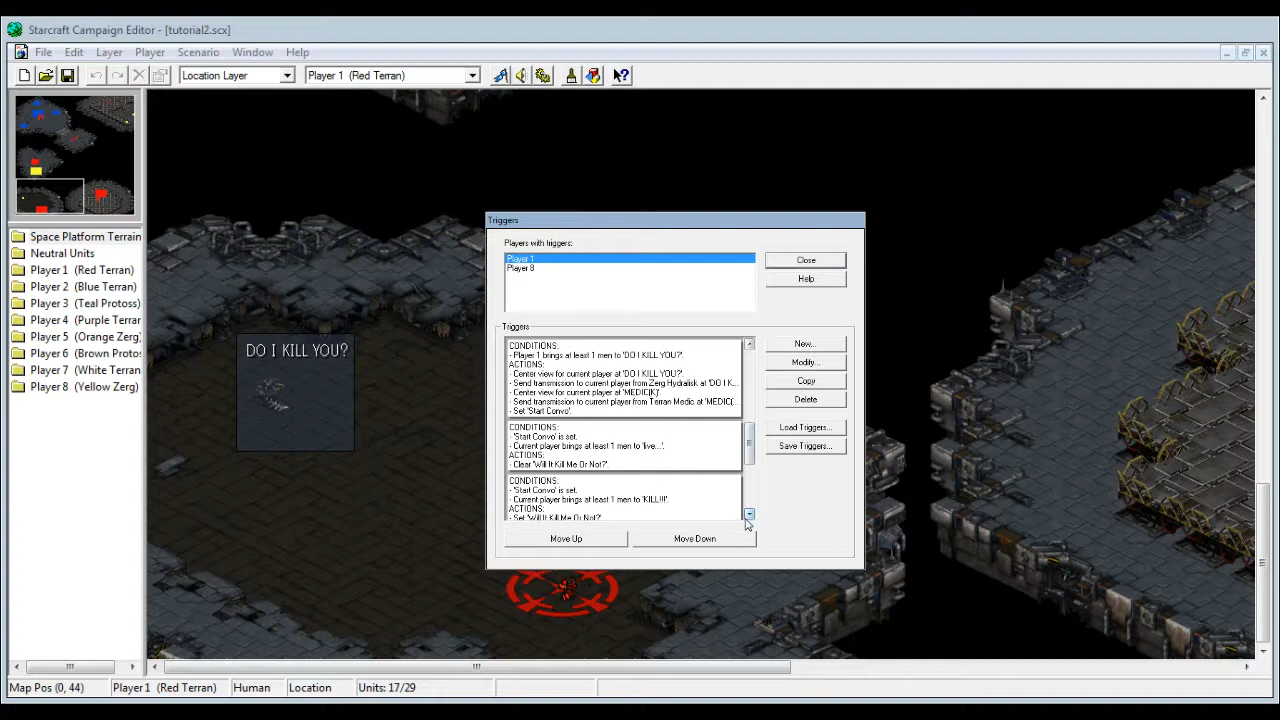 Starcraft Campaign Editor - [tutorial2.scx]
File Edit Layer Player Scenario Window Help
Location Layer Player 1 (Red Terran)
Space Platform Terrain
Neutral Units
Player 1 (Red Terran)
Player 2 (Blue Terran)
Player 3 (Teal Protoss)
Player 4 (Purple Terrar
Player 5 (Orange Zerg)
Player 6 (Brown Protos
Player 7 (White Terran
Player 8 (Yellow Zerg)
DO I KILL YOU?
Triggers
Players with triggers:
Player 1
Player 8
Close
Help
Triggers
CONDITIONS:
- Player 1 brings at least 1 men to 'DO I KILL YOU?'.
ACTIONS:
- Center view for current player at 'DO I KILL YOU?'.
- Send transmission to current player from Zerg Hydralisk at 'DO I K...
- Center view for current player at 'MEDIC(K)'.
- Send transmission to current player from Terran Medic at 'MEDIC(...
- Set 'Start Convo'.
CONDITIONS:
- 'Start Convo' is set.
- Current player brings at least 1 men to 'live...'.
ACTIONS:
- Clear 'Will It Kill Me Or Not?'.
CONDITIONS:
- 'Start Convo' is set.
- Current player brings at least 1 men to 'KILL!!!'.
ACTIONS:
- Set 'Will It Kill Me Or Not?'
New...
Modify...
Copy
Delete
Load Triggers...
Save Triggers...
Move Up Move Down
Map Pos (0, 44) Player 1 (Red Terran) Human Location Units: 17/29